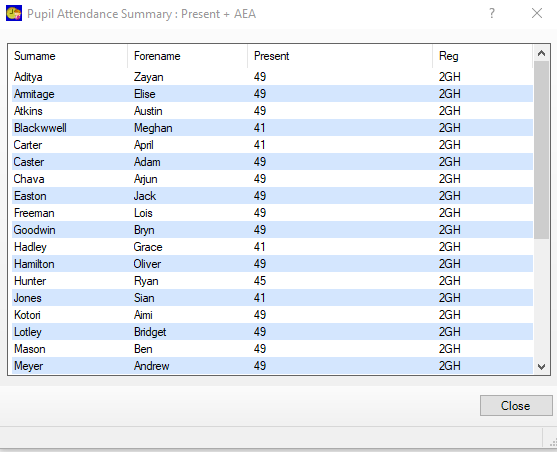 Pupil Attendance Summary : Present + AEA
Surname Forename Present Reg
Aditya Zayan 49 2GH
Armitage Elise 49 2GH
Atkins Austin 49 2GH
Blackwwell Meghan 41 2GH
Carter April 41 2GH
Caster Adam 49 2GH
Chava Arjun 49 2GH
Easton Jack 49 2GH
Freeman Lois 49 2GH
Goodwin Bryn 49 2GH
Hadley Grace 41 2GH
Hamilton Oliver 49 2GH
Hunter Ryan 45 2GH
Jones Sian 41 2GH
Kotori Aimi 49 2GH
Lotley Bridget 49 2GH
Mason Ben 49 2GH
Meyer Andrew 49 2GH
Close